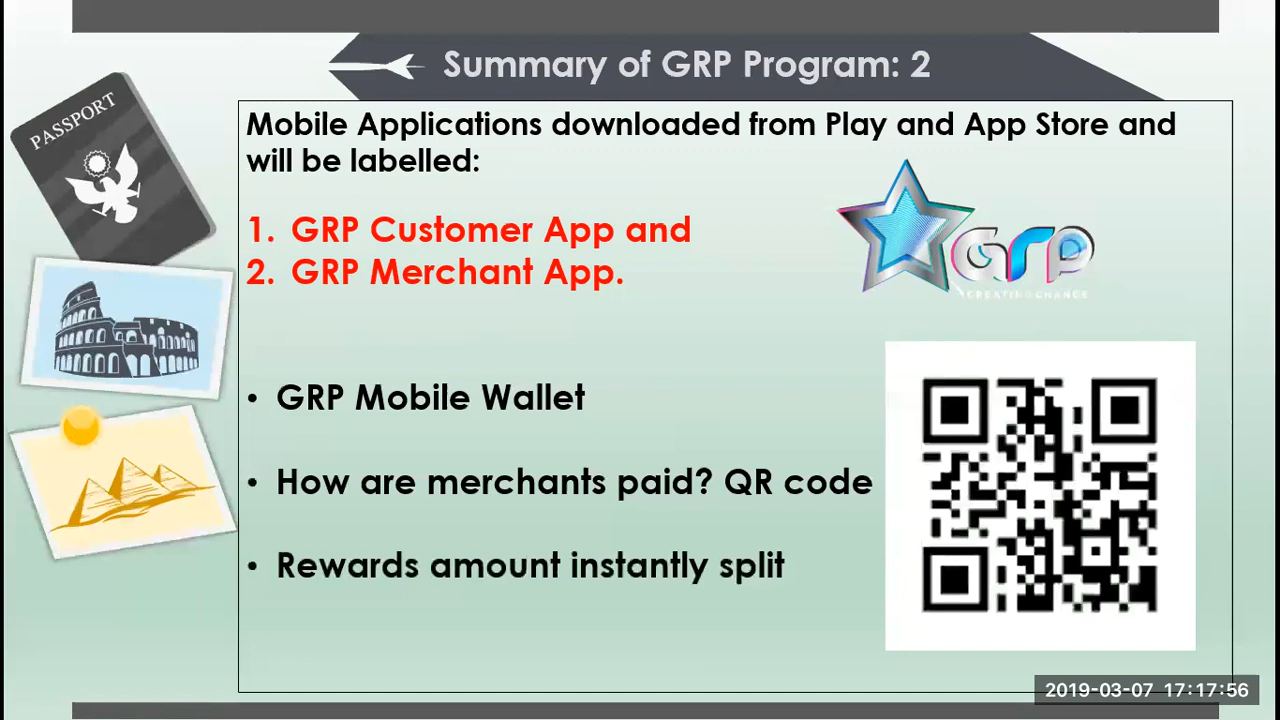 Summary of GRP Program: 2
PASSPORT
Mobile Applications downloaded from Play and App Store and
will be labelled:
1. GRP Customer App and
2. GRP Merchant App.
grp
CREATING CHANGE
• GRP Mobile Wallet
• How are merchants paid? QR code
• Rewards amount instantly split
2019-03-07 17:17:56